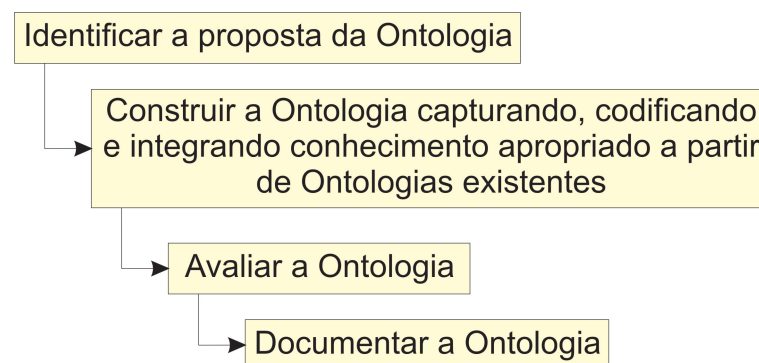 Identificar a proposta da Ontologia
Construir a Ontologia capturando, codificando
e integrando conhecimento apropriado a partir
de Ontologias existentes
Avaliar a Ontologia
Documentar a Ontologia